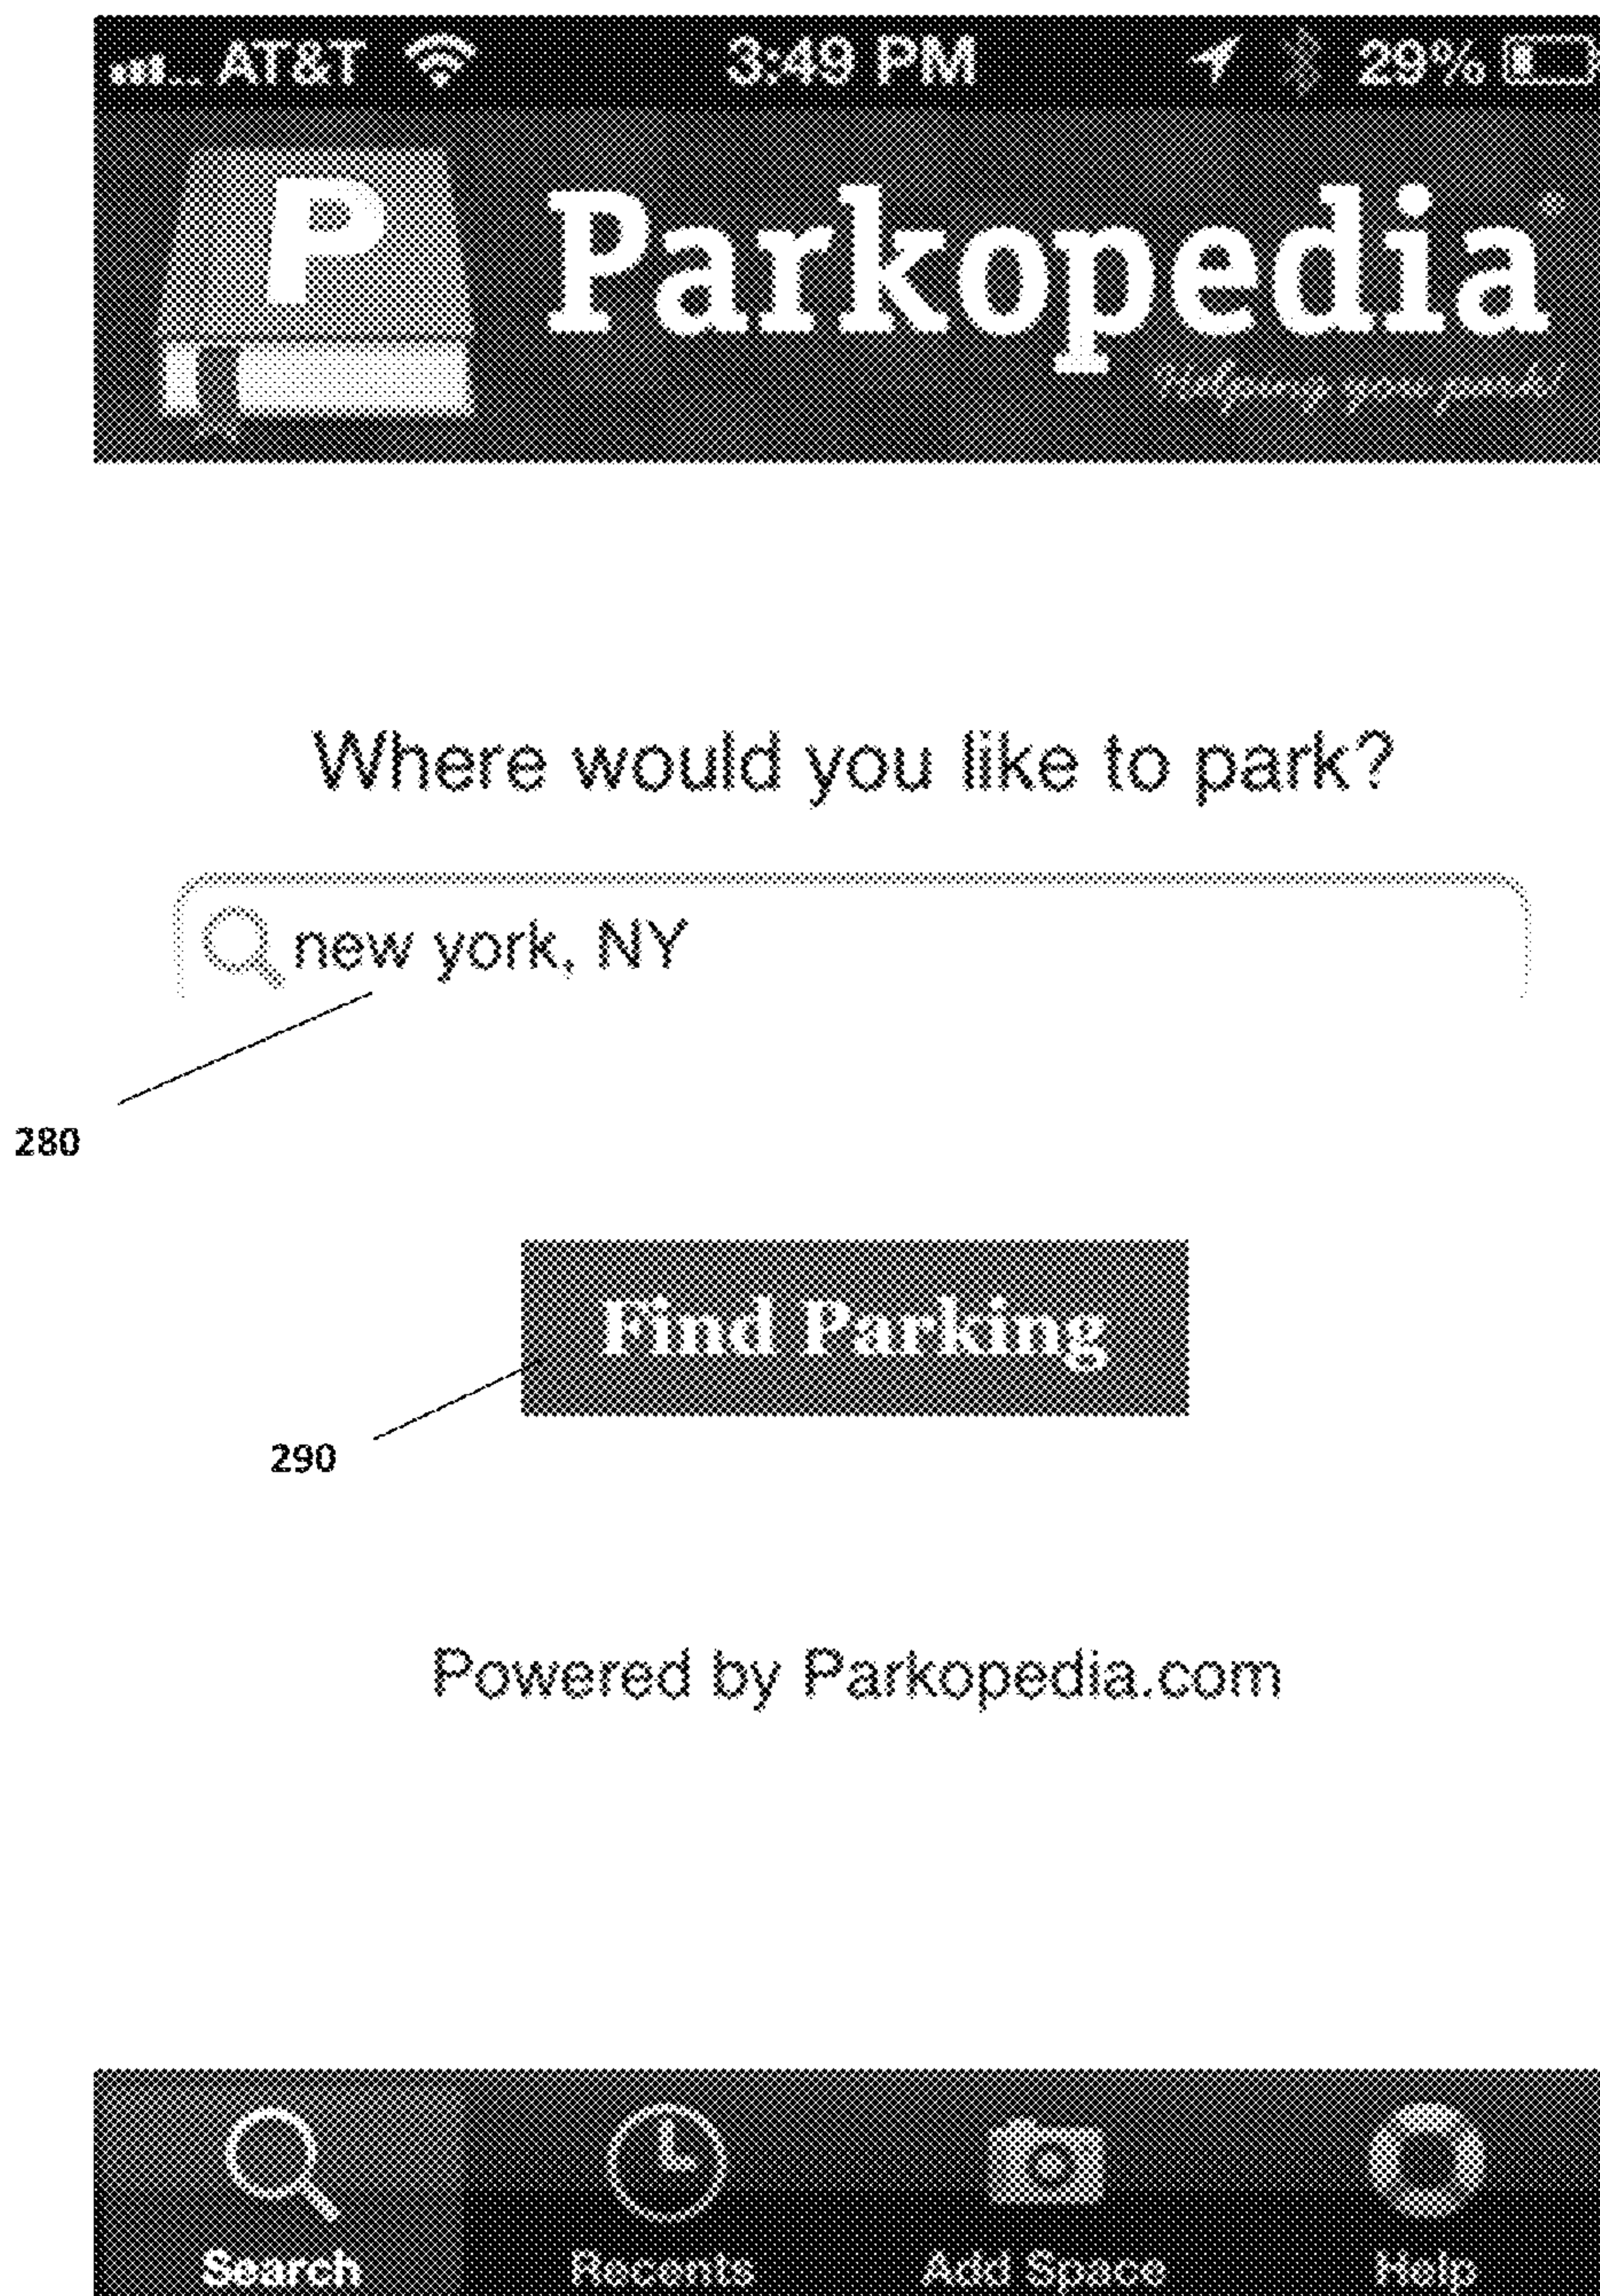 AT&T 3:49 PM 29%
P Parkopedia
Where would you like to park?
new york, NY
280
Find Parking
290
Powered by Parkopedia.com
Search Recents Add Space Help